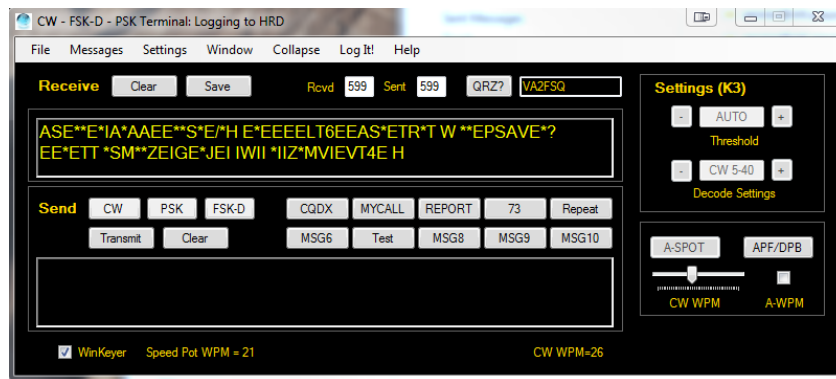 CW - FSK-D - PSK Terminal: Logging to HRD
File Messages Settings Window Collapse Log It! Help
Receive Clear Save Rcvd 599 Sent 599 QRZ? VA2FSQ
ASE**E*IA*AAEE**S*E/*H E*EEEELT6EEAS*ETR*T W **EPSAVE*?
EE*ETT *SM**ZEIGE*JEI IWII *IIZ*MVIEVT4E H
Send CW PSK FSK-D CQDX MYCALL REPORT 73 Repeat
Transmit Clear MSG6 Test MSG8 MSG9 MSG10
WinKeyer Speed Pot WPM = 21 CW WPM=26
Settings (K3)
- AUTO +
Threshold
- CW 5-40 +
Decode Settings
A-SPOT APF/DPB
CW WPM A-WPM